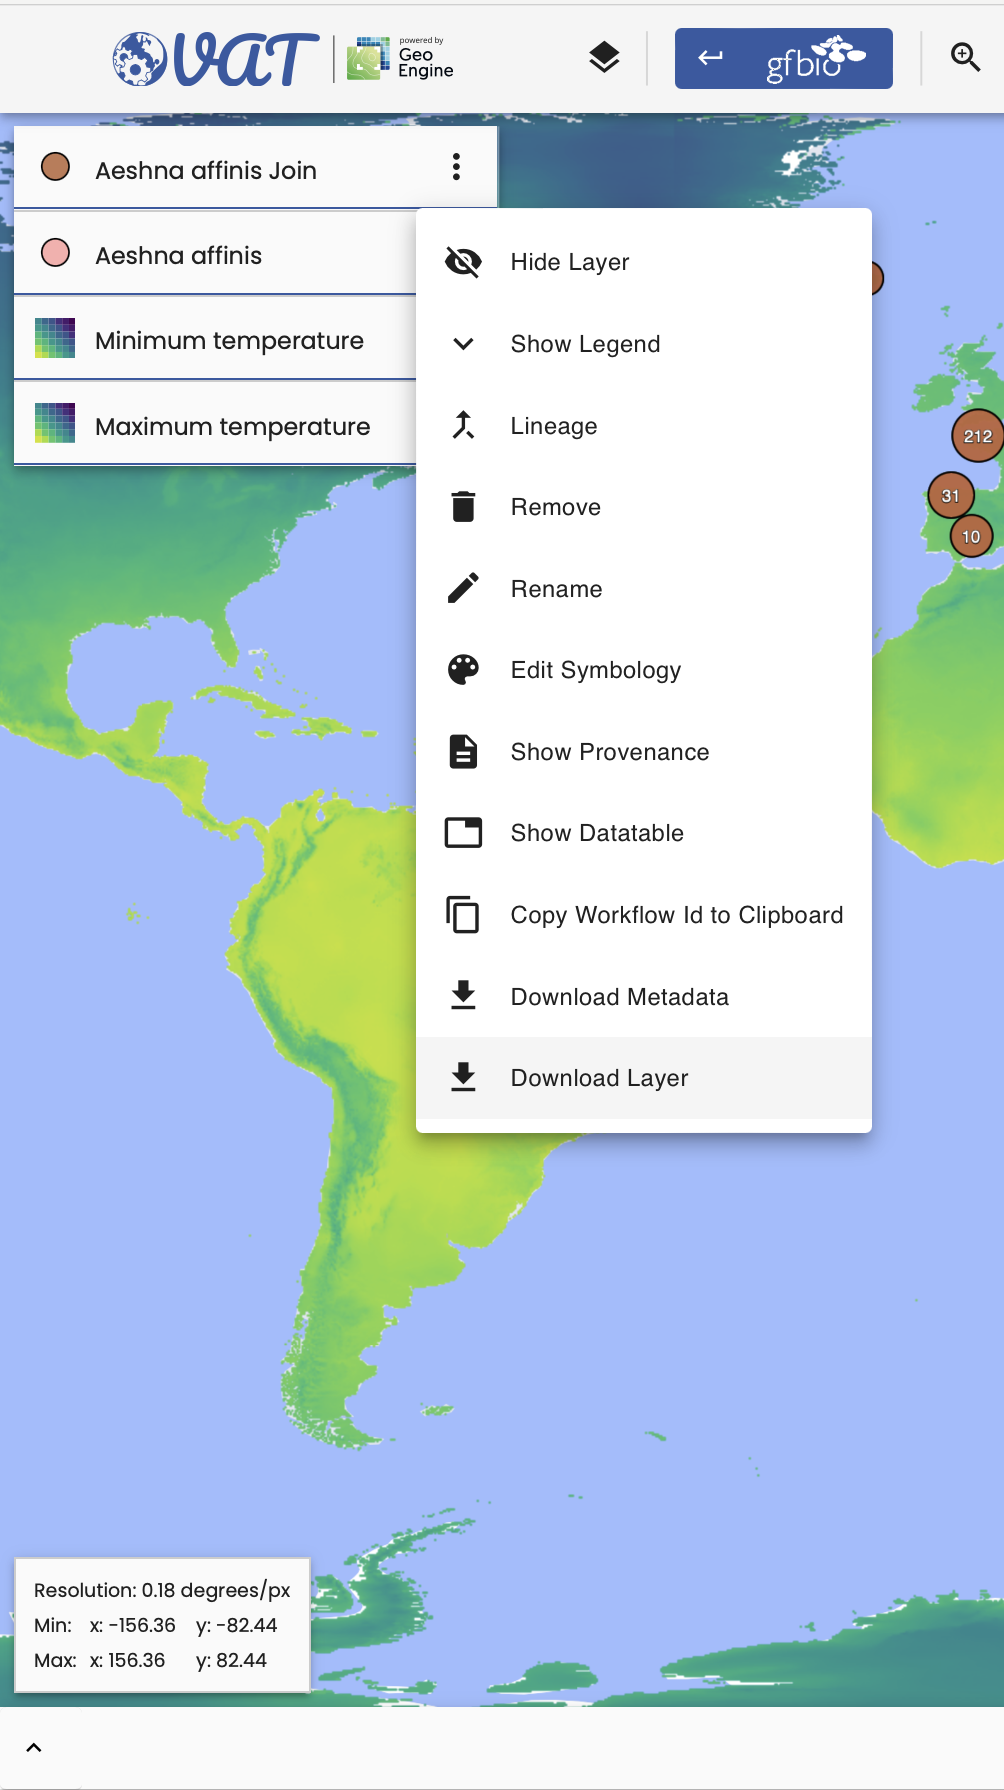 VAT
powered by
Geo
Engine
gfbio
Aeshna affinis Join
Aeshna affinis
Minimum temperature
Maximum temperature
Hide Layer
Show Legend
Lineage
Remove
Rename
Edit Symbology
Show Provenance
Show Datatable
Copy Workflow Id to Clipboard
Download Metadata
Download Layer
212
31
10
Resolution: 0.18 degrees/px
Min: x: -156.36 y: -82.44
Max: x: 156.36 y: 82.44